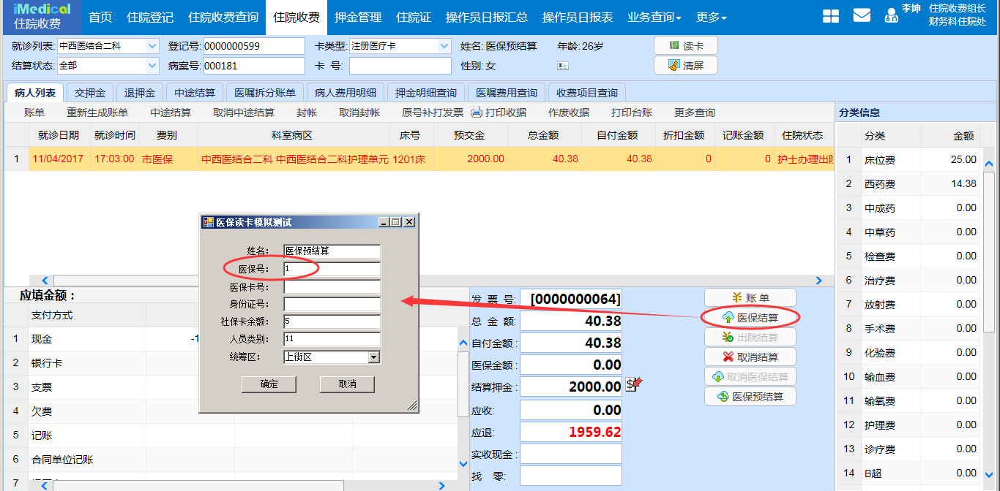 iMedical
住院收费
首页 住院登记 住院收费查询 住院收费 押金管理 住院证 操作员日报汇总 操作员日报表 业务查询 更多
李坤 住院收费组长
财务科住院处
就诊列表: 中西医结合二科 登记号: 0000000599 卡类型: 注册医疗卡 姓名: 医保预结算 年龄: 26岁 读卡
结算状态: 全部 病案号: 000181 卡 号: 性别: 女 清屏
病人列表 交押金 退押金 中途结算 医嘱拆分账单 病人费用明细 押金明细查询 医嘱费用查询 收费项目查询
账单 重新生成账单 中途结算 取消中途结算 封帐 取消封帐 原号补打发票 打印收据 作废收据 打印台账 更多查询
就诊日期 就诊时间 费别 科室病区 床号 预交金 总金额 自付金额 折扣金额 记账金额 住院状态
1 11/04/2017 17:03:00 市医保 中西医结合二科 中西医结合二科护理单元 1201床 2000.00 40.38 40.38 0 0 护士办理出院
分类信息
分类 金额
1 床位费 25.00
2 西药费 14.38
3 中成药 0.00
4 中草药 0.00
5 检查费 0.00
6 治疗费 0.00
7 放射费 0.00
8 手术费 0.00
9 化验费 0.00
10 输血费 0.00
11 输氧费 0.00
12 护理费 0.00
13 诊疗费 0.00
14 B超 0.00
医保读卡模拟测试
姓名: 医保预结算
医保号: 1
医保卡号:
身份证号:
社保卡余额: 5
人员类别: 11
统筹区: 上街区
确定 取消
应填金额：
支付方式
1 现金 -1
2 银行卡
3 支票
4 欠费
5 记账
6 合同单位记账
7
发 票 号: [0000000064]
总 金 额: 40.38
自付金额: 40.38
医保金额: 0.00
结算押金: 2000.00
应收: 0.00
应退: 1959.62
实收现金:
找 零:
账 单
医保结算
出院结算
取消结算
取消医保结算
医保预结算